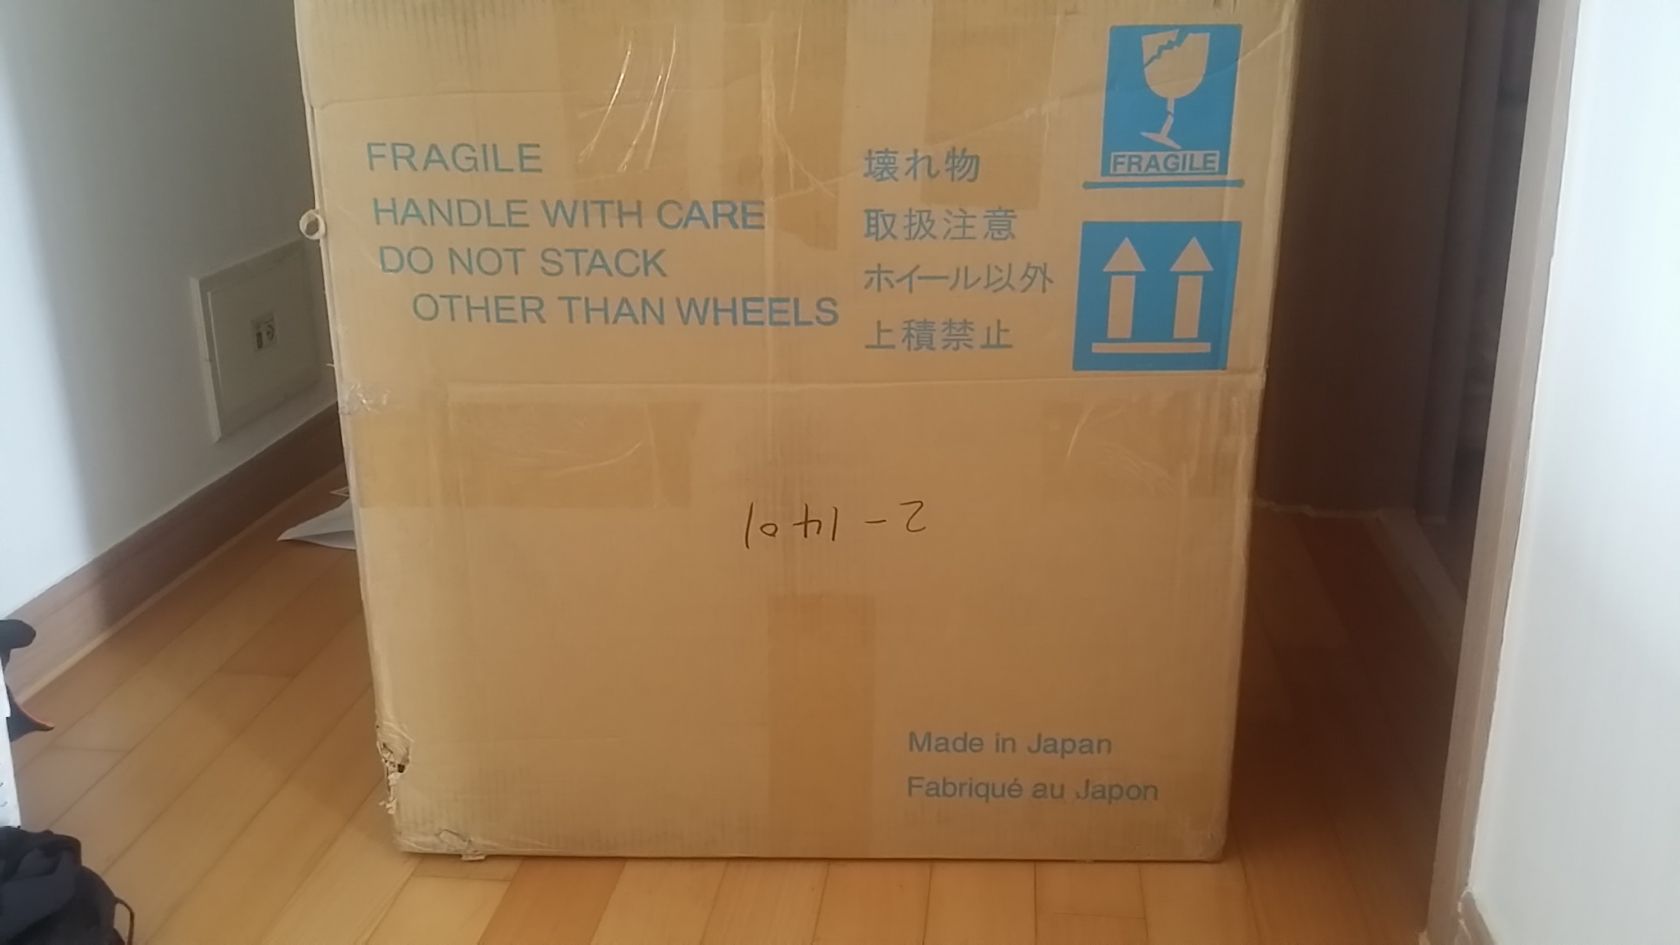 FRAGILE
HANDLE WITH CARE
DO NOT STACK
OTHER THAN WHEELS
壊れ物
取扱注意
ホイール以外
上積禁止
FRAGILE
2-1401
Made in Japan
Fabriqué au Japon